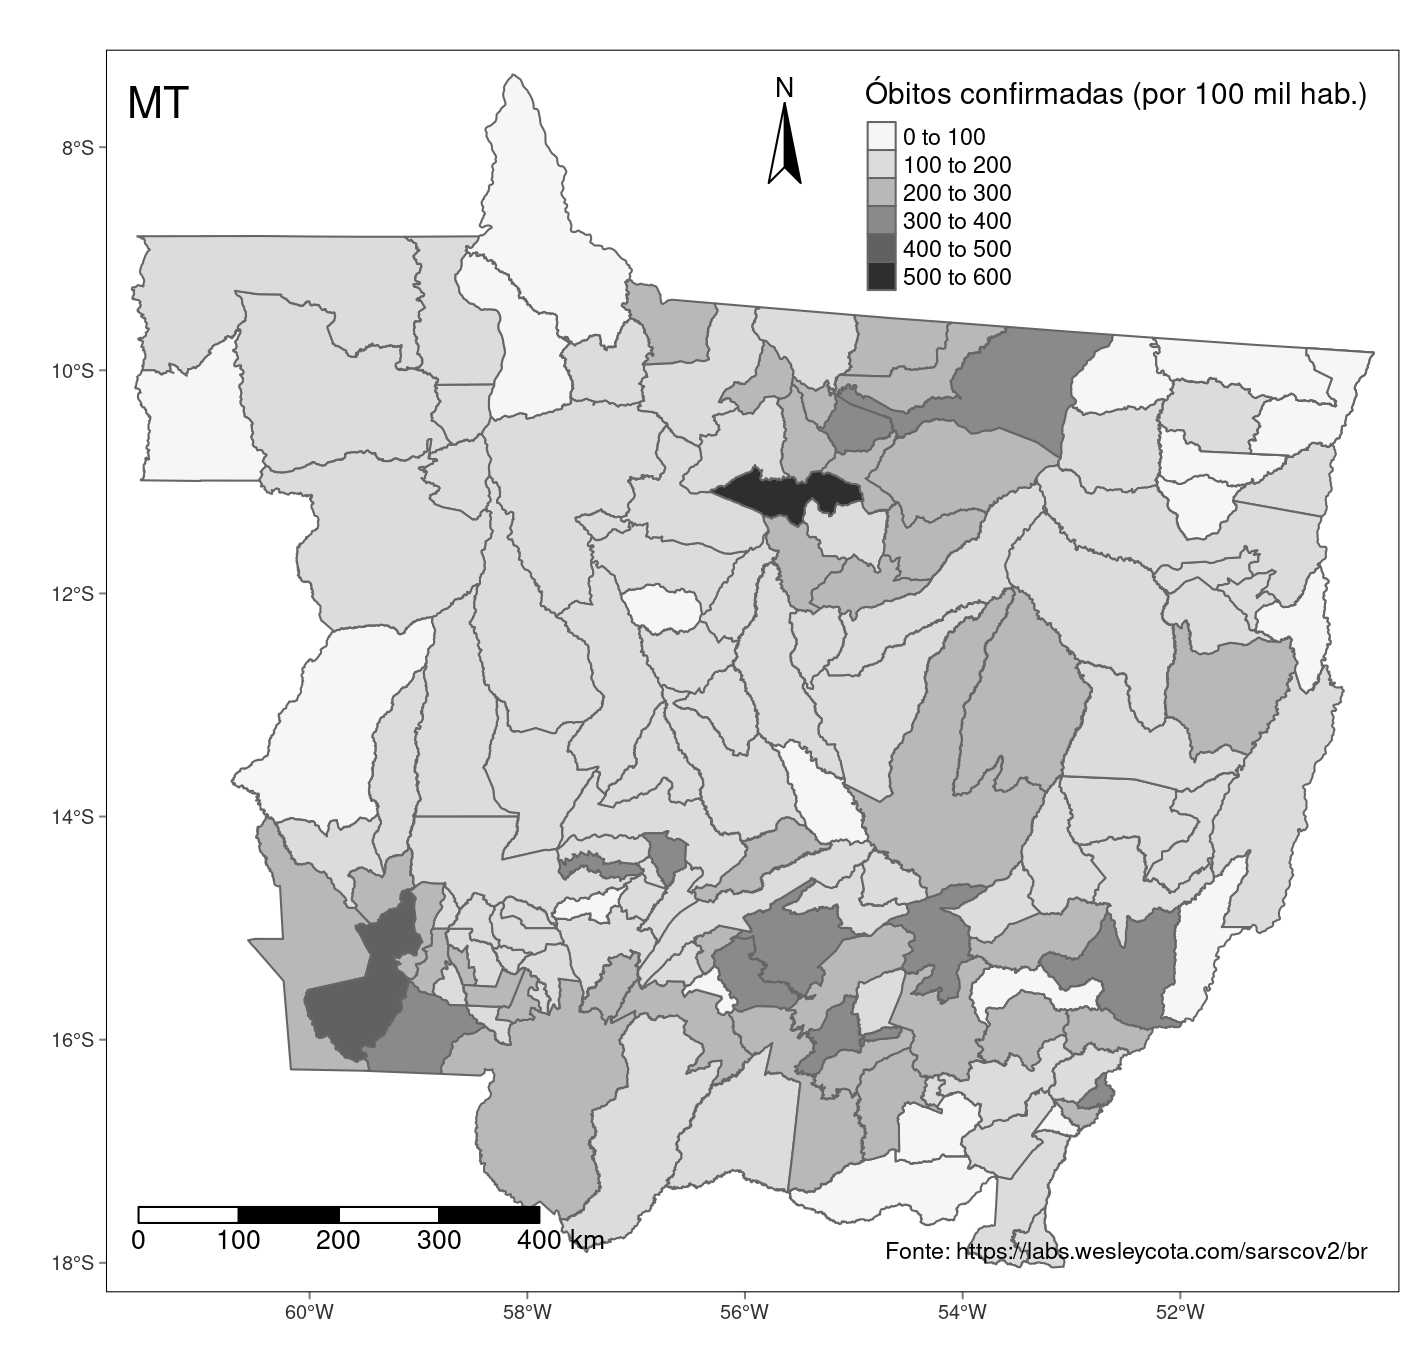 MT
N
Óbitos confirmadas (por 100 mil hab.)
0 to 100
100 to 200
200 to 300
300 to 400
400 to 500
500 to 600
8°S
10°S
12°S
14°S
16°S
18°S
0 100 200 300 400 km
Fonte: https://labs.wesleycota.com/sarscov2/br
60°W 58°W 56°W 54°W 52°W